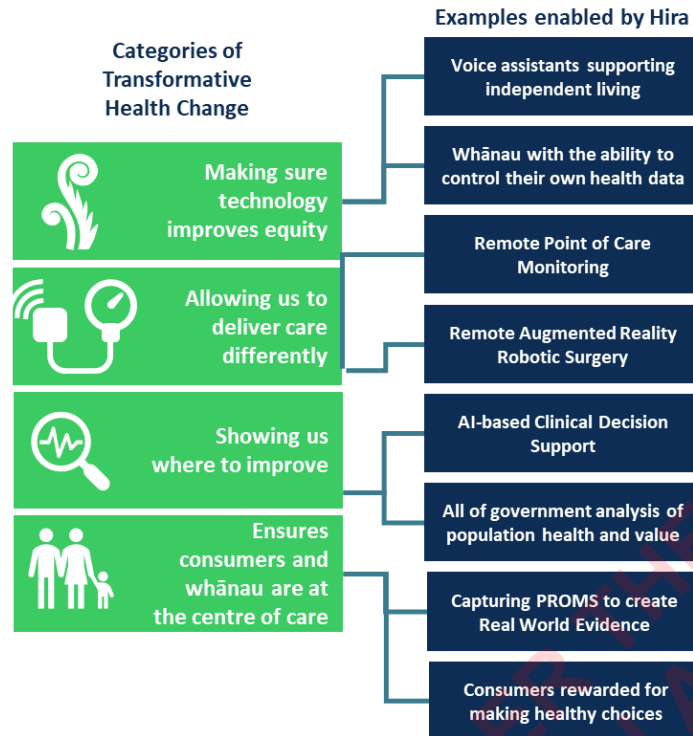 Examples enabled by Hira
Categories of
Transformative
Health Change
Making sure
technology
improves equity
Allowing us to
deliver care
differently
Showing us
where to improve
Ensures
consumers and
whānau are at
the centre of care
Voice assistants supporting
independent living
Whānau with the ability to
control their own health data
Remote Point of Care
Monitoring
Remote Augmented Reality
Robotic Surgery
AI-based Clinical Decision
Support
All of government analysis of
population health and value
Capturing PROMS to create
Real World Evidence
Consumers rewarded for
making healthy choices